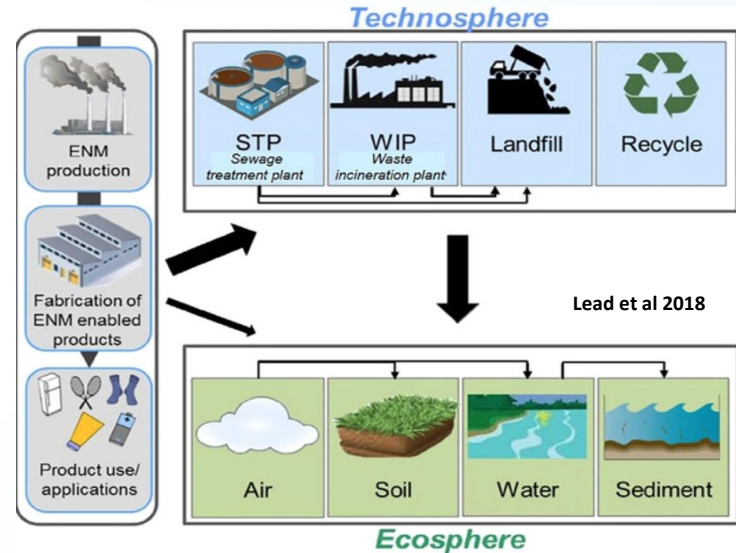 Technosphere
ENM
production
Fabrication of
ENM enabled
products
Product use/
applications
STP
Sewage
treatment plant
WIP
Waste
incineration plant
Landfill
Recycle
Lead et al 2018
Air
Soil
Water
Sediment
Ecosphere